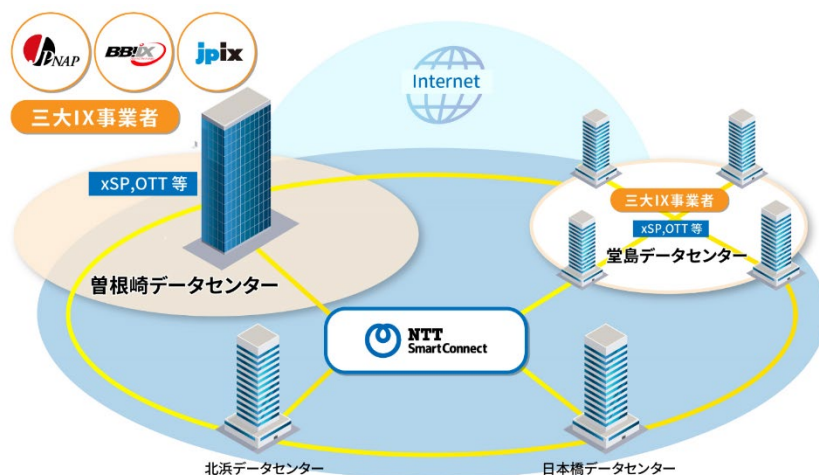 JPNAP
BBIX
jpix
三大IX事業者
Internet
xSP,OTT 等
曽根崎データセンター
三大IX事業者
xSP,OTT 等
堂島データセンター
NTT
SmartConnect
北浜データセンター
日本橋データセンター